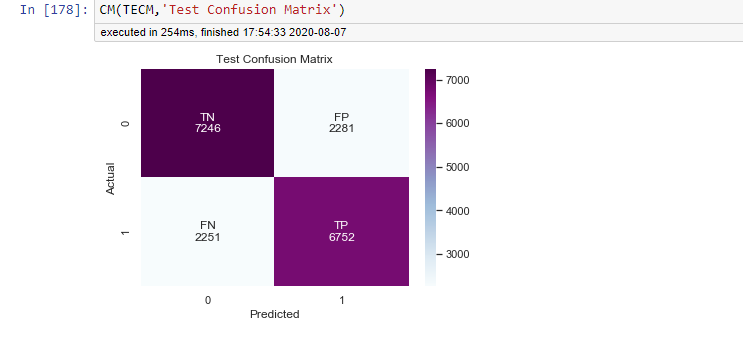 In [178]: CM(TECM,'Test Confusion Matrix')
executed in 254ms, finished 17:54:33 2020-08-07
Test Confusion Matrix
TN
7246
FP
2281
FN
2251
TP
6752
0
1
Actual
0
1
Predicted
7000
6000
5000
4000
3000